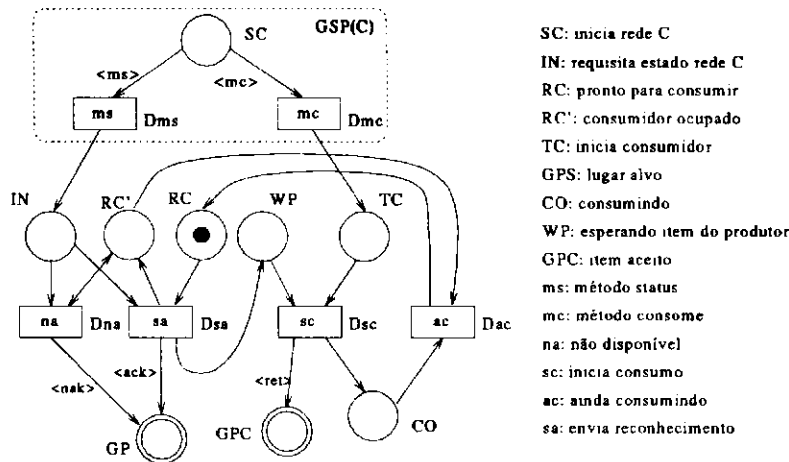 SC
GSP(C)
<ms>
<mc>
ms
Dms
mc
Dmc
IN
RC'
RC
WP
TC
na
Dna
sa
Dsa
sc
Dsc
ac
Dac
<nak>
<ack>
<ret>
GP
GPC
CO
SC: inicia rede C
IN: requisita estado rede C
RC: pronto para consumir
RC': consumidor ocupado
TC: inicia consumidor
GPS: lugar alvo
CO: consumindo
WP: esperando item do produtor
GPC: item aceito
ms: método status
mc: método consome
na: não disponível
sc: inicia consumo
ac: ainda consumindo
sa: envia reconhecimento